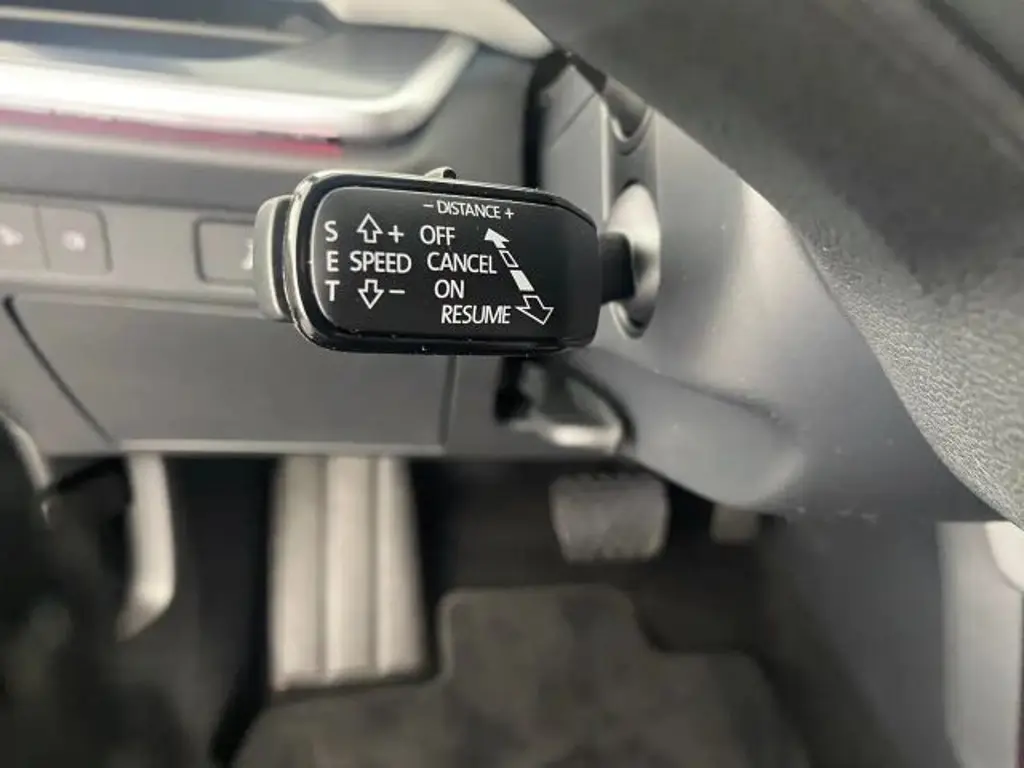 − DISTANCE +
S + OFF
E SPEED CANCEL
T − ON
RESUME